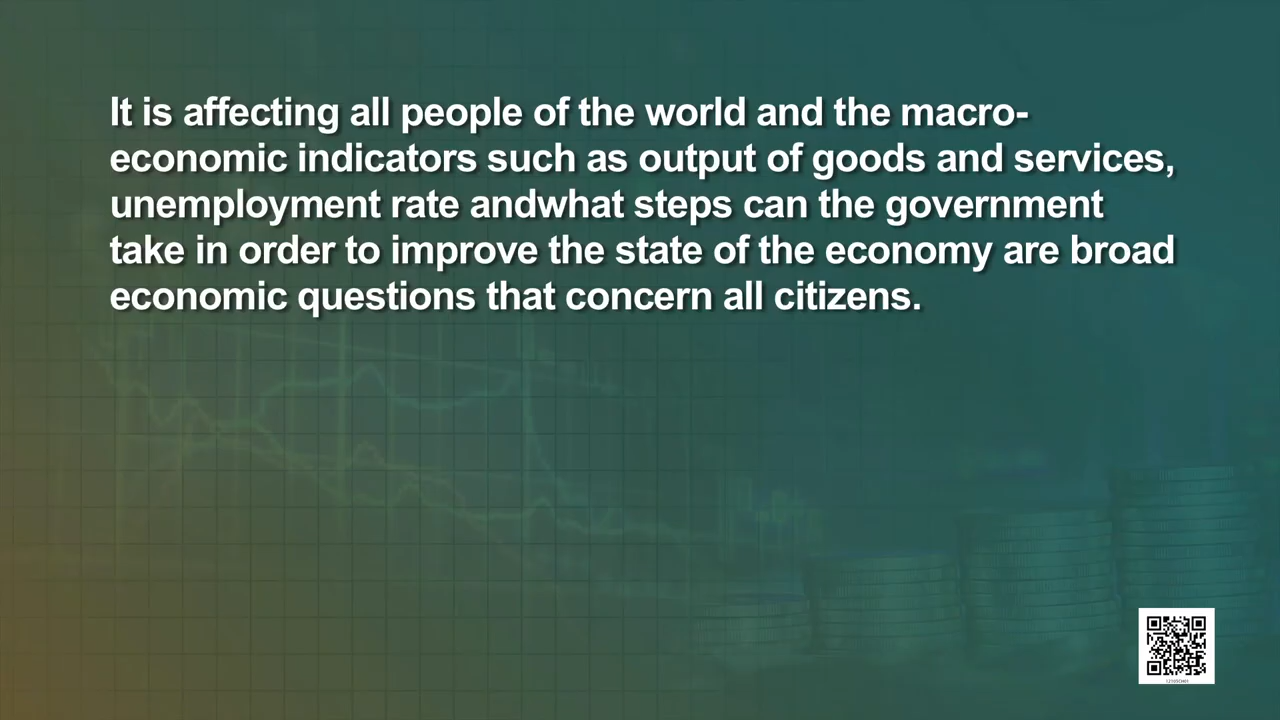 It is affecting all people of the world and the macro-
economic indicators such as output of goods and services,
unemployment rate andwhat steps can the government
take in order to improve the state of the economy are broad
economic questions that concern all citizens.